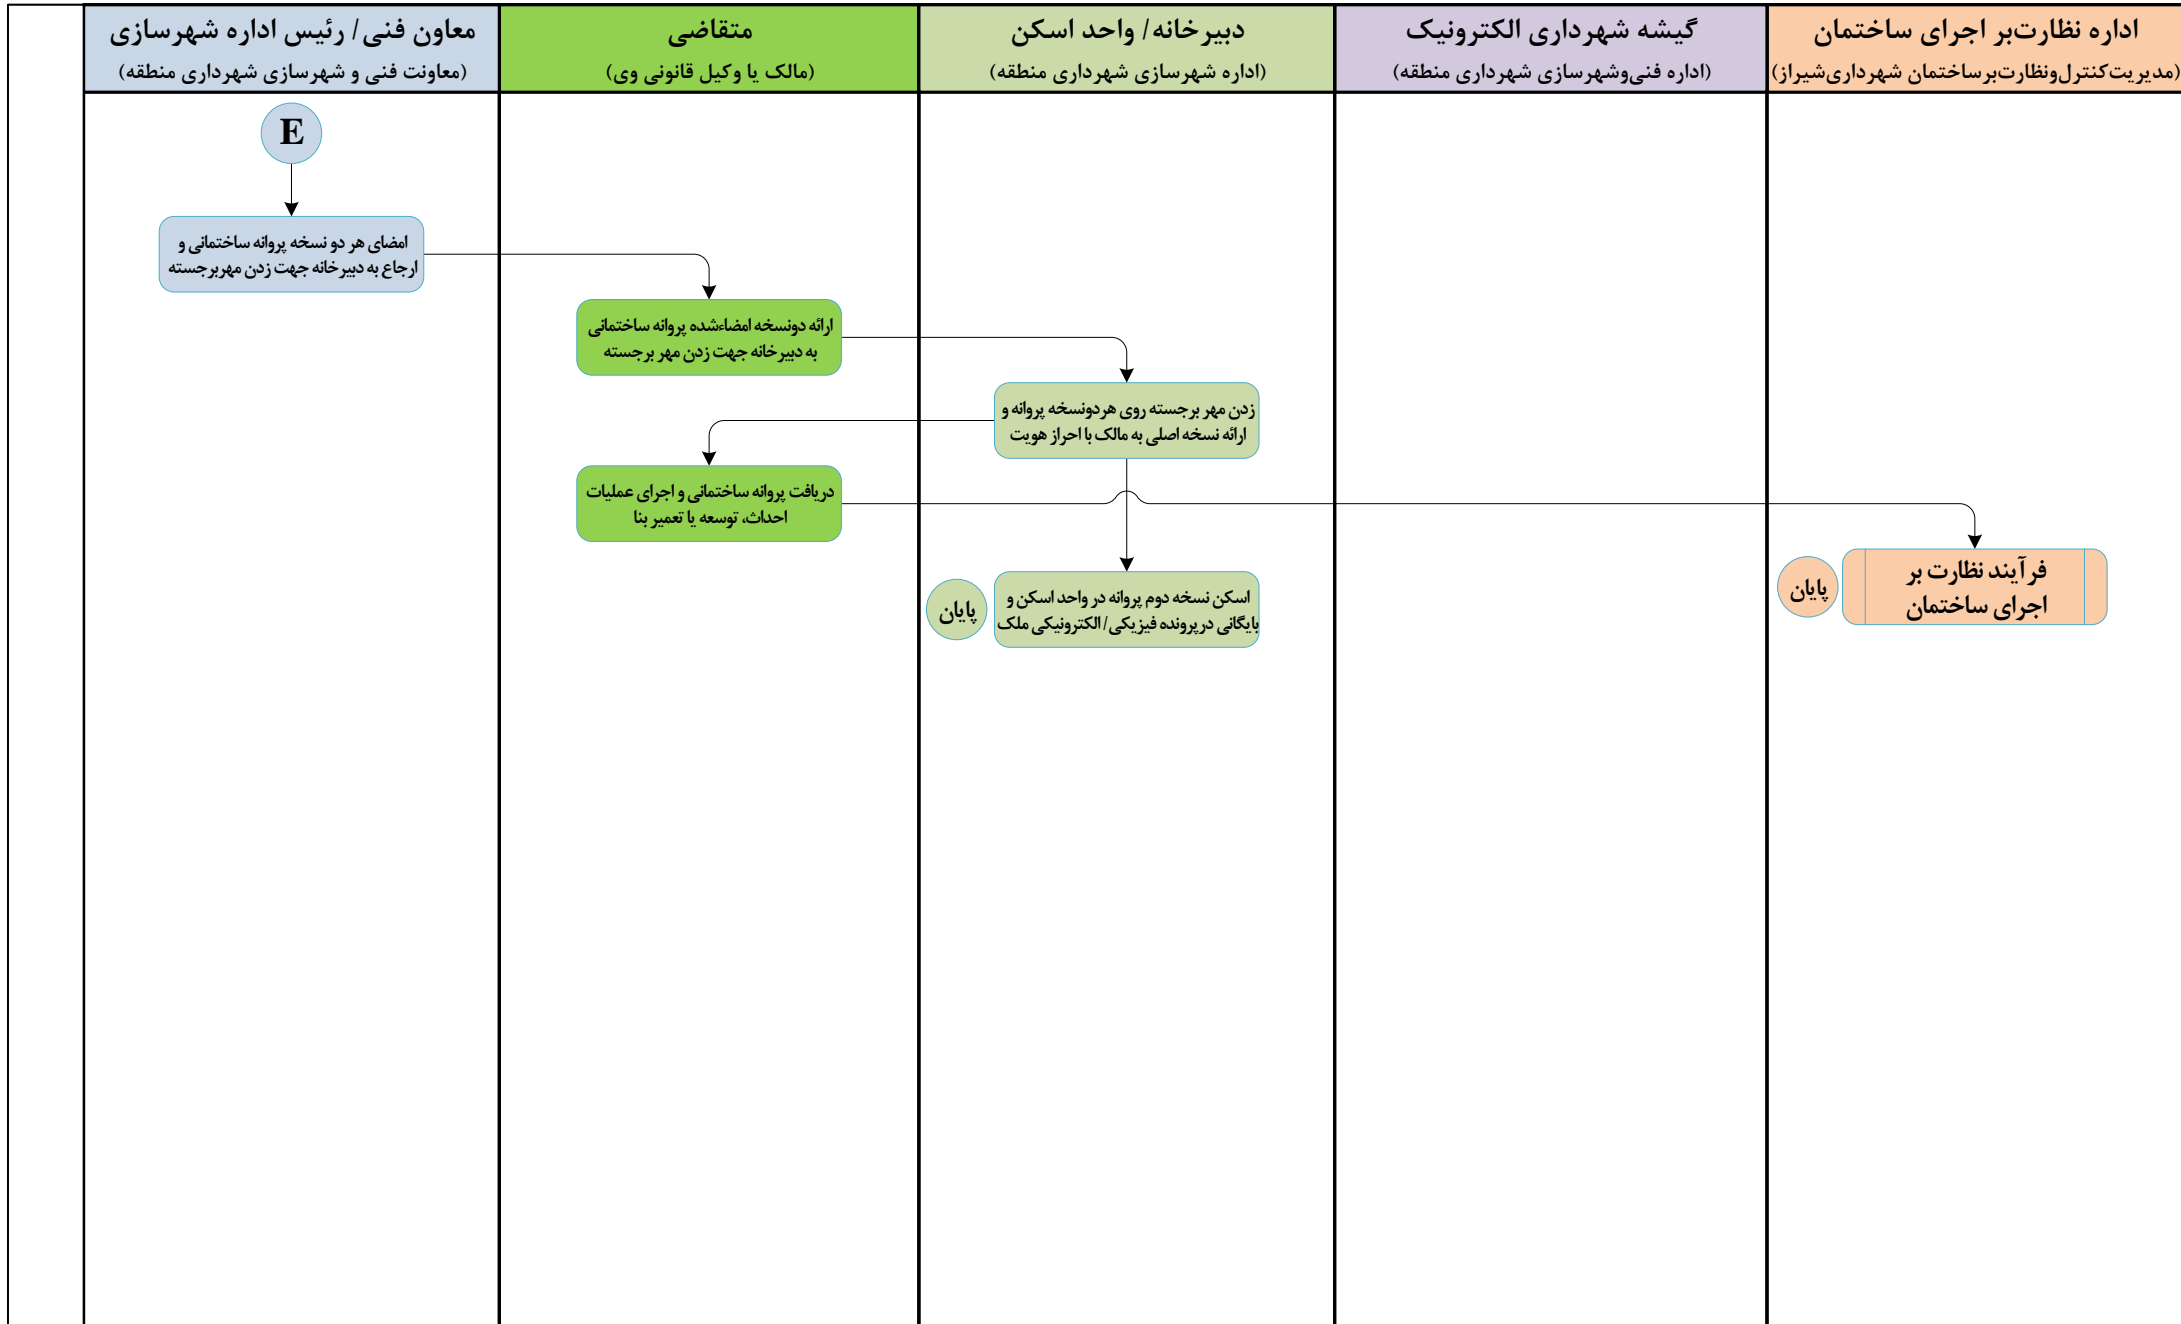 معاون فنی/ رئیس اداره شهرسازی
(معاونت فنی و شهرسازی شهرداری منطقه)
متقاضی
(مالک یا وکیل قانونی وی)
دبیرخانه/ واحد اسکن
(اداره شهرسازی شهرداری منطقه)
گیشه شهرداری الکترونیک
(اداره فنی‌وشهرسازی شهرداری منطقه)
اداره نظارت‌بر اجرای ساختمان
(مدیریت‌کنترل‌ونظارت‌برساختمان شهرداری‌شیراز)
E
امضای هر دو نسخه پروانه ساختمانی و
ارجاع به دبیرخانه جهت زدن مهربرجسته
ارائه دونسخه امضاءشده پروانه ساختمانی
به دبیرخانه جهت زدن مهر برجسته
زدن مهر برجسته روی هردونسخه پروانه و
ارائه نسخه اصلی به مالک با احراز هویت
دریافت پروانه ساختمانی و اجرای عملیات
احداث، توسعه یا تعمیر بنا
اسکن نسخه دوم پروانه در واحد اسکن و
بایگانی درپرونده فیزیکی/ الکترونیکی ملک
پایان
فرآیند نظارت بر
اجرای ساختمان
پایان